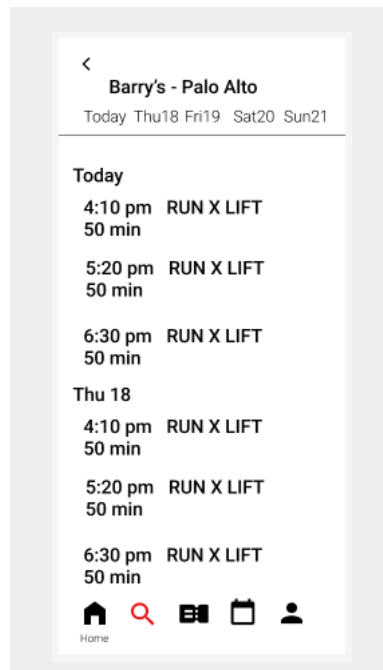 Barry's - Palo Alto
Today Thu18 Fri19 Sat20 Sun21
Today
4:10 pm RUN X LIFT
50 min
5:20 pm RUN X LIFT
50 min
6:30 pm RUN X LIFT
50 min
Thu 18
4:10 pm RUN X LIFT
50 min
5:20 pm RUN X LIFT
50 min
6:30 pm RUN X LIFT
50 min
Home